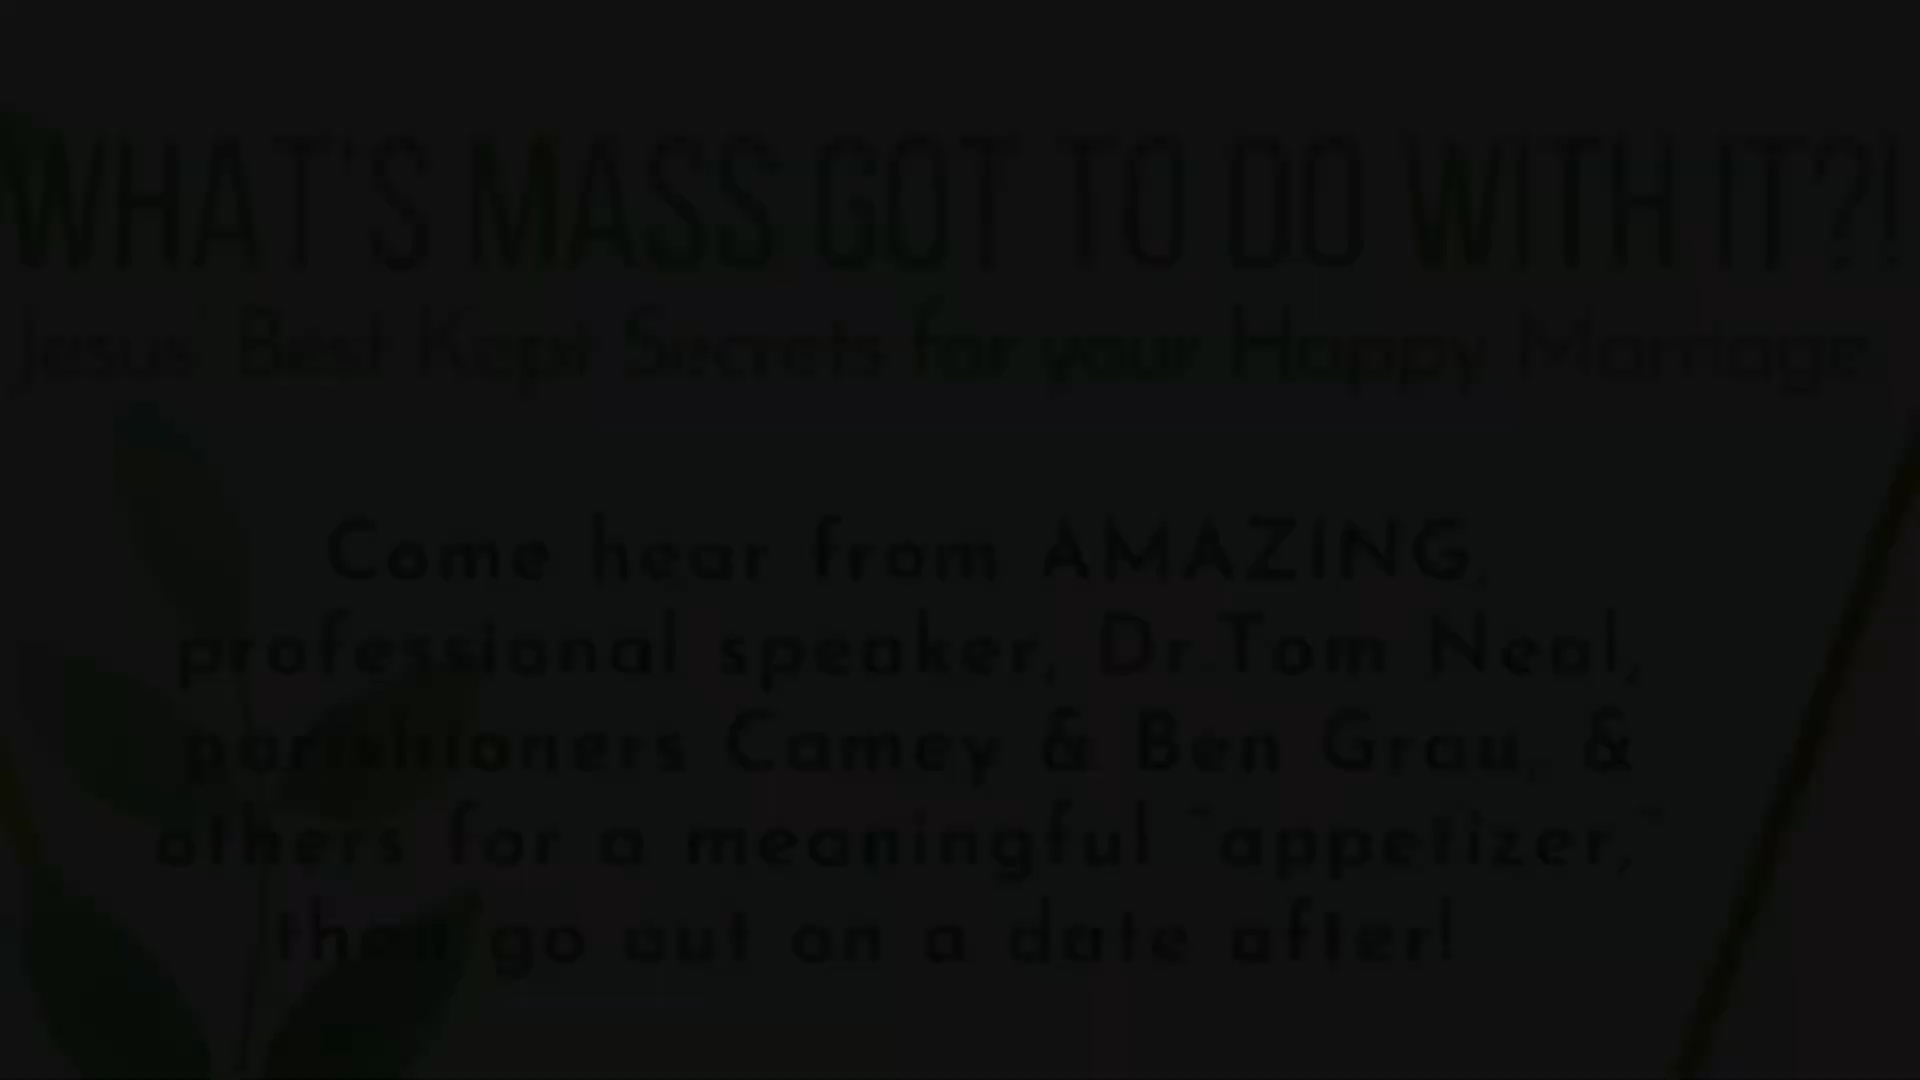 WHAT'S MASS GOT TO DO WITH IT?!
Jesus' Best Kept Secrets for your Happy Marriage
Come hear from AMAZING,
professional speaker, Dr Tom Neal,
parishioners Camey & Ben Grau, &
others for a meaningful "appetizer,"
then go out on a date after!